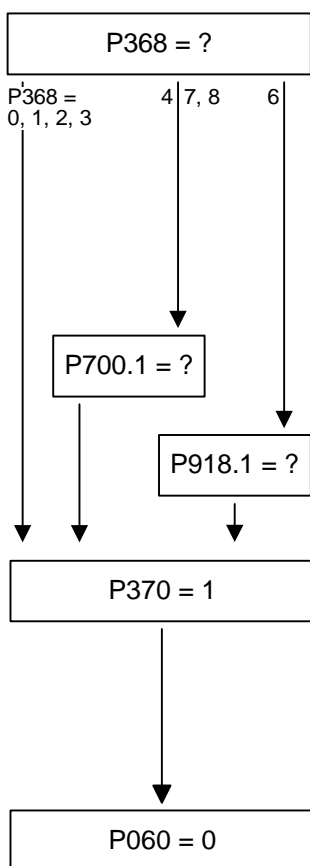 P368 = ?
P368 =
0, 1, 2, 3
4 7, 8
6
P700.1 = ?
P918.1 = ?
P370 = 1
P060 = 0